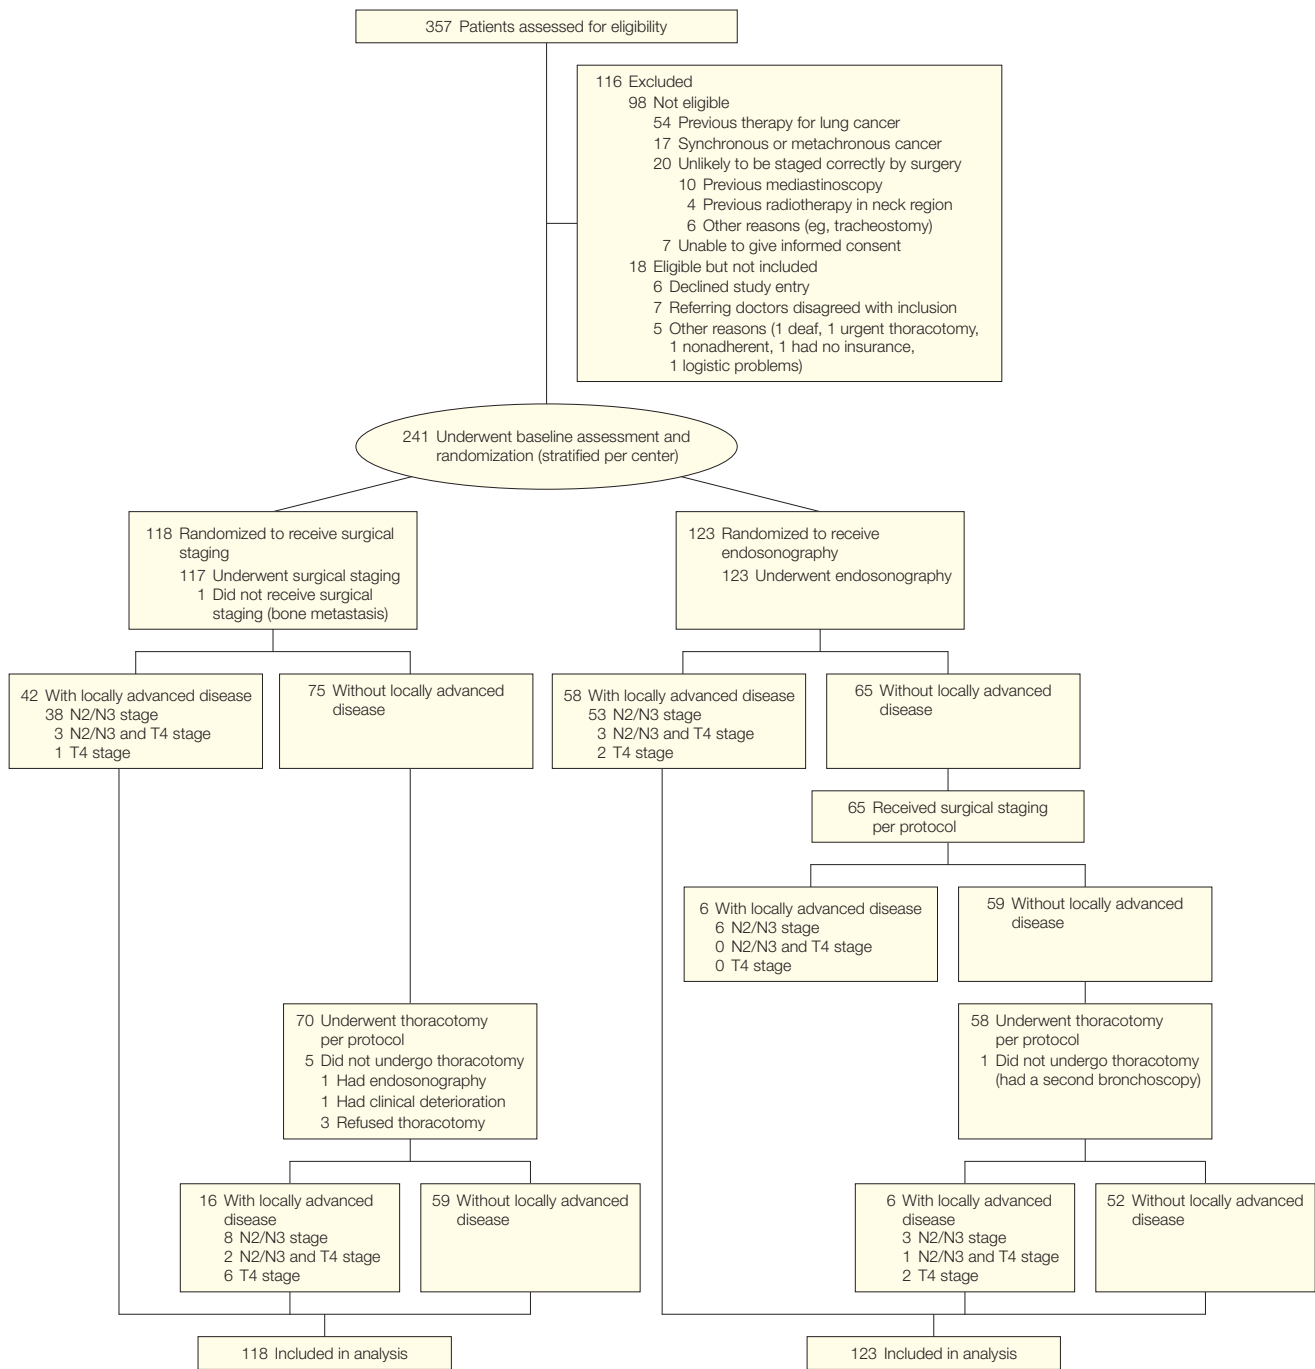 357 Patients assessed for eligibility
116 Excluded
98 Not eligible
54 Previous therapy for lung cancer
17 Synchronous or metachronous cancer
20 Unlikely to be staged correctly by surgery
10 Previous mediastinoscopy
4 Previous radiotherapy in neck region
6 Other reasons (eg, tracheostomy)
7 Unable to give informed consent
18 Eligible but not included
6 Declined study entry
7 Referring doctors disagreed with inclusion
5 Other reasons (1 deaf, 1 urgent thoracotomy,
1 nonadherent, 1 had no insurance,
1 logistic problems)
241 Underwent baseline assessment and
randomization (stratified per center)
118 Randomized to receive surgical
staging
117 Underwent surgical staging
1 Did not receive surgical
staging (bone metastasis)
123 Randomized to receive
endosonography
123 Underwent endosonography
42 With locally advanced disease
38 N2/N3 stage
3 N2/N3 and T4 stage
1 T4 stage
75 Without locally advanced
disease
58 With locally advanced disease
53 N2/N3 stage
3 N2/N3 and T4 stage
2 T4 stage
65 Without locally advanced
disease
65 Received surgical staging
per protocol
6 With locally advanced disease
6 N2/N3 stage
0 N2/N3 and T4 stage
0 T4 stage
59 Without locally advanced
disease
70 Underwent thoracotomy
per protocol
5 Did not undergo thoracotomy
1 Had endosonography
1 Had clinical deterioration
3 Refused thoracotomy
58 Underwent thoracotomy
per protocol
1 Did not undergo thoracotomy
(had a second bronchoscopy)
16 With locally advanced
disease
8 N2/N3 stage
2 N2/N3 and T4 stage
6 T4 stage
59 Without locally advanced
disease
6 With locally advanced
disease
3 N2/N3 stage
1 N2/N3 and T4 stage
2 T4 stage
52 Without locally advanced
disease
118 Included in analysis
123 Included in analysis